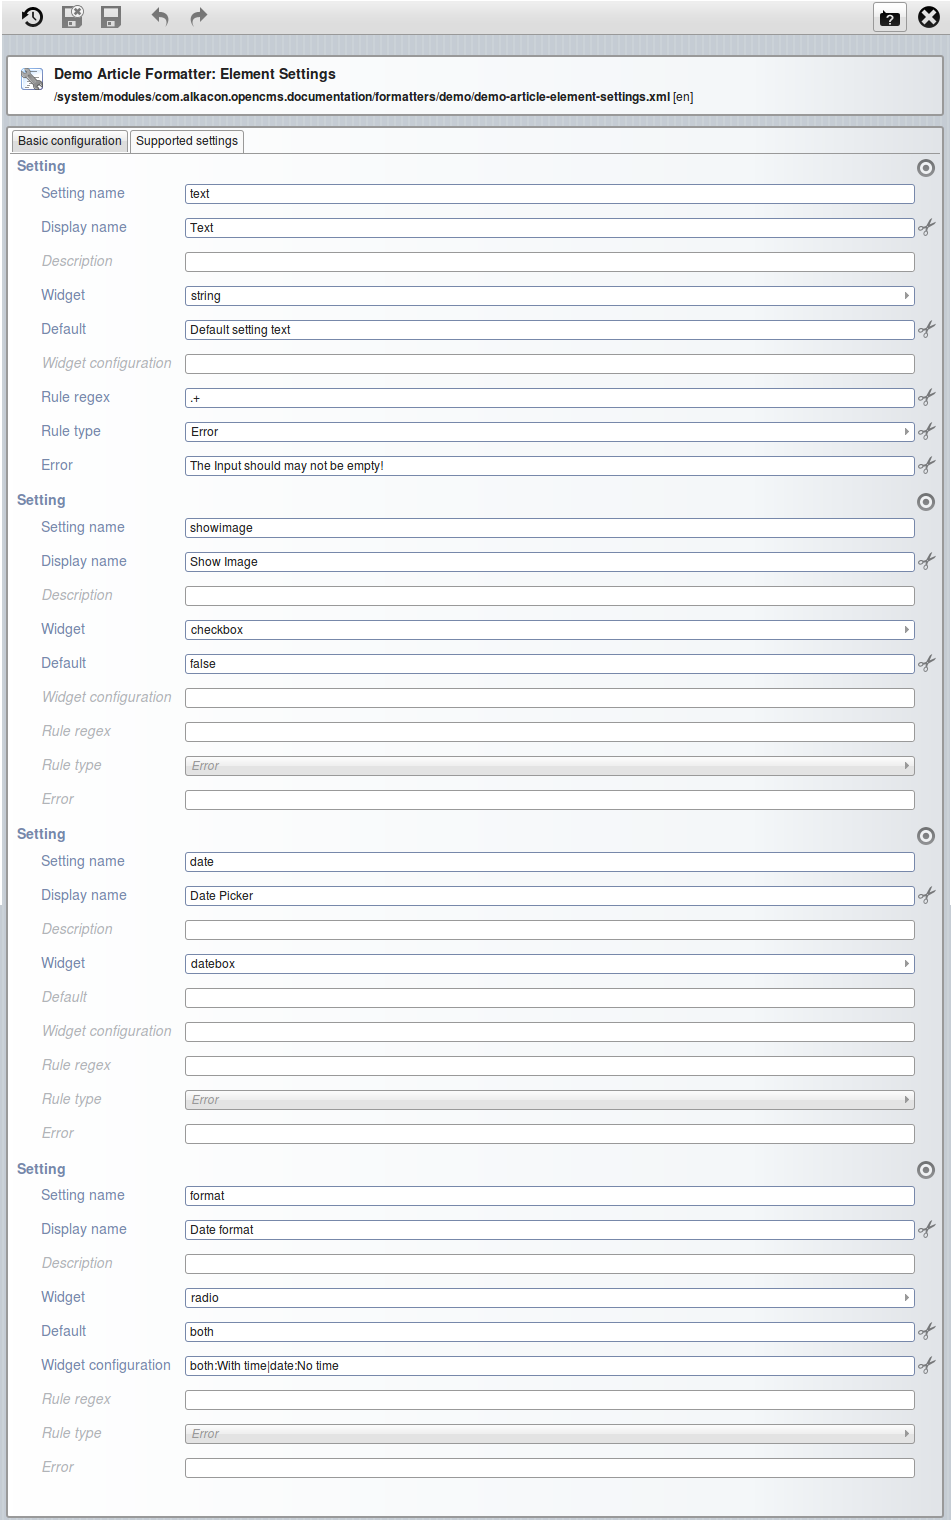 Demo Article Formatter: Element Settings
/system/modules/com.alkacon.opencms.documentation/formatters/demo/demo-article-element-settings.xml [en]
Basic configuration Supported settings
Setting
Setting name text
Display name Text
Description
Widget string
Default Default setting text
Widget configuration
Rule regex .+
Rule type Error
Error The Input should may not be empty!
Setting
Setting name showimage
Display name Show Image
Description
Widget checkbox
Default false
Widget configuration
Rule regex
Rule type Error
Error
Setting
Setting name date
Display name Date Picker
Description
Widget datebox
Default
Widget configuration
Rule regex
Rule type Error
Error
Setting
Setting name format
Display name Date format
Description
Widget radio
Default both
Widget configuration both:With time|date:No time
Rule regex
Rule type Error
Error